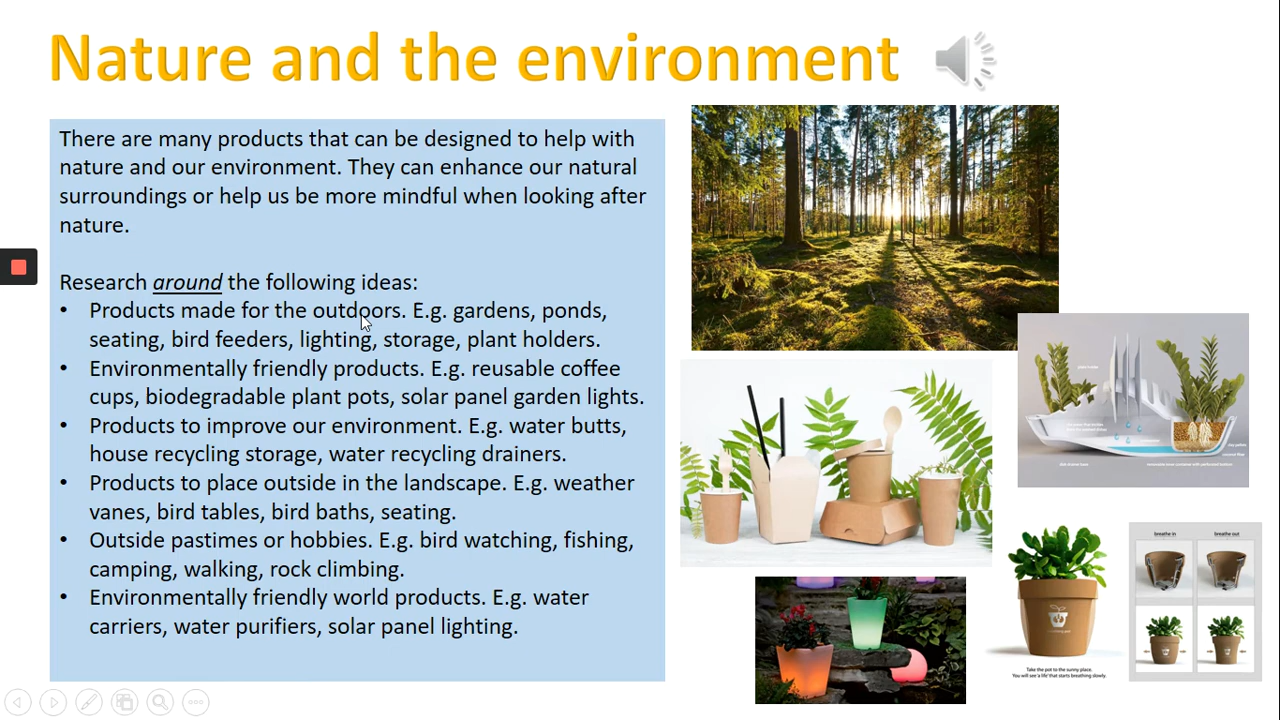 Nature and the environment
There are many products that can be designed to help with
nature and our environment. They can enhance our natural
surroundings or help us be more mindful when looking after
nature.
Research around the following ideas:
• Products made for the outdoors. E.g. gardens, ponds,
seating, bird feeders, lighting, storage, plant holders.
• Environmentally friendly products. E.g. reusable coffee
cups, biodegradable plant pots, solar panel garden lights.
• Products to improve our environment. E.g. water butts,
house recycling storage, water recycling drainers.
• Products to place outside in the landscape. E.g. weather
vanes, bird tables, bird baths, seating.
• Outside pastimes or hobbies. E.g. bird watching, fishing,
camping, walking, rock climbing.
• Environmentally friendly world products. E.g. water
carriers, water purifiers, solar panel lighting.
breathe in
breathe out
Take the pot to the sunny place.
You will see 'a life' that starts breathing slowly.